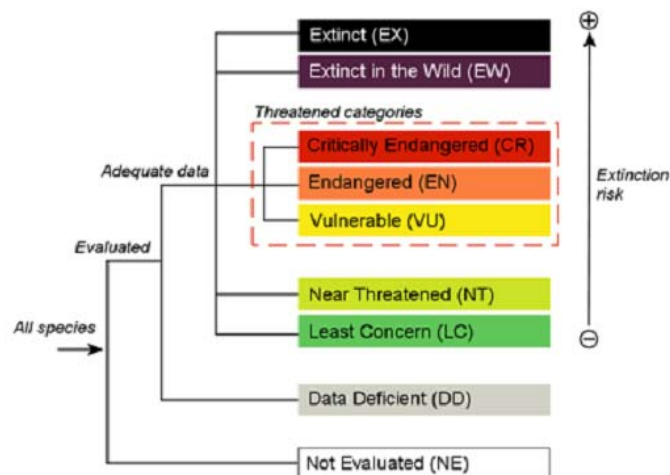 Extinct (EX)
Extinct in the Wild (EW)
Threatened categories
Critically Endangered (CR)
Adequate data
Endangered (EN)
Extinction
risk
Vulnerable (VU)
Evaluated
Near Threatened (NT)
All species
Least Concern (LC)
Data Deficient (DD)
Not Evaluated (NE)